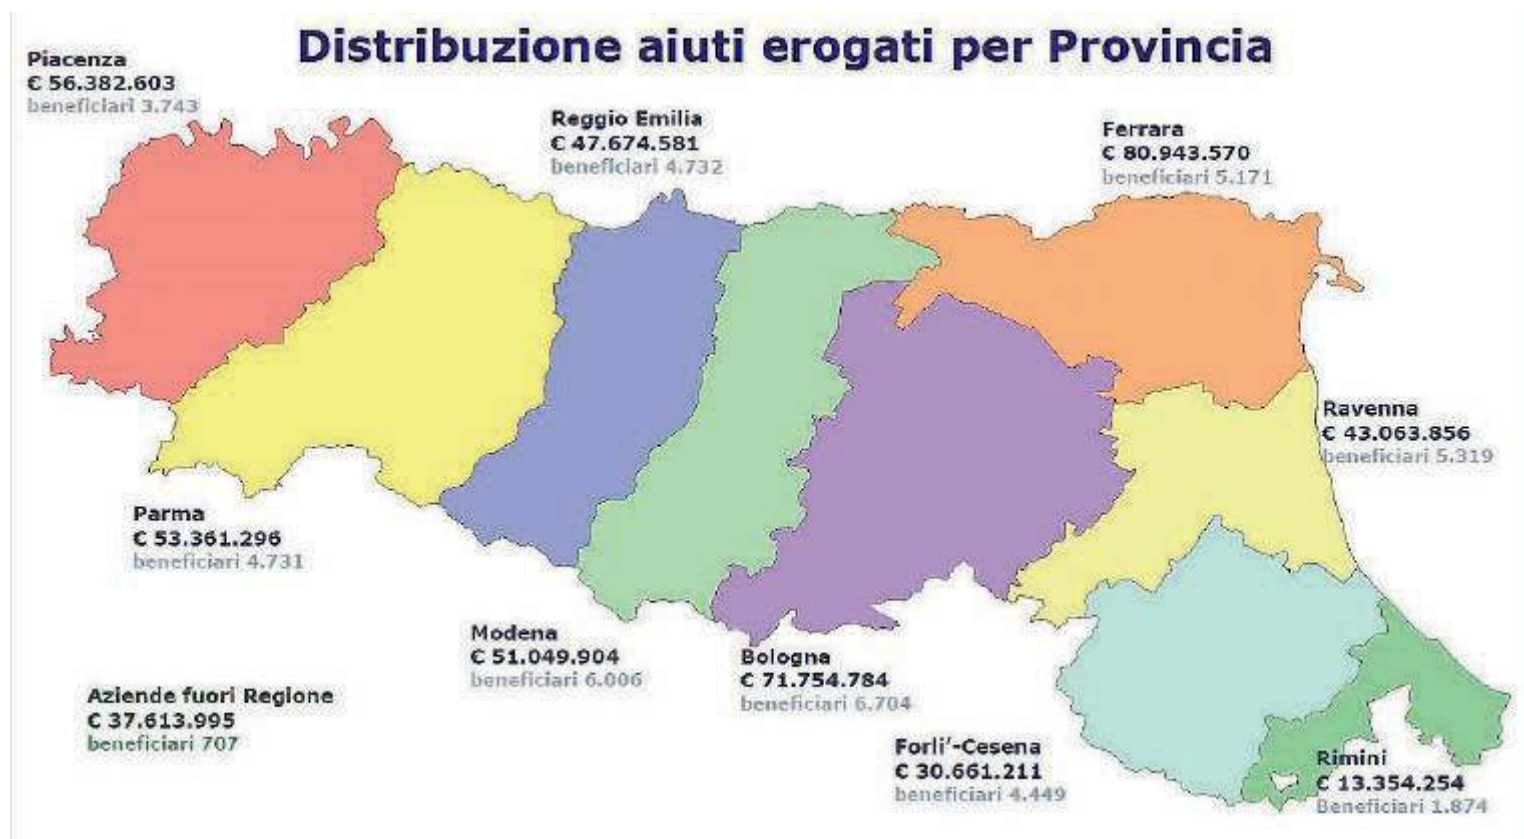 Distribuzione aiuti erogati per Provincia
Piacenza
€ 56.382.603
beneficiari 3.743
Reggio Emilia
€ 47.674.581
beneficiari 4.732
Ferrara
€ 80.943.570
beneficiari 5.171
Ravenna
€ 43.063.856
beneficiari 5.319
Parma
€ 53.361.296
beneficiari 4.731
Modena
€ 51.049.904
beneficiari 6.006
Bologna
€ 71.754.784
beneficiari 6.704
Aziende fuori Regione
€ 37.613.995
beneficiari 707
Forli'-Cesena
€ 30.661.211
beneficiari 4.449
Rimini
€ 13.354.254
Beneficiari 1.874